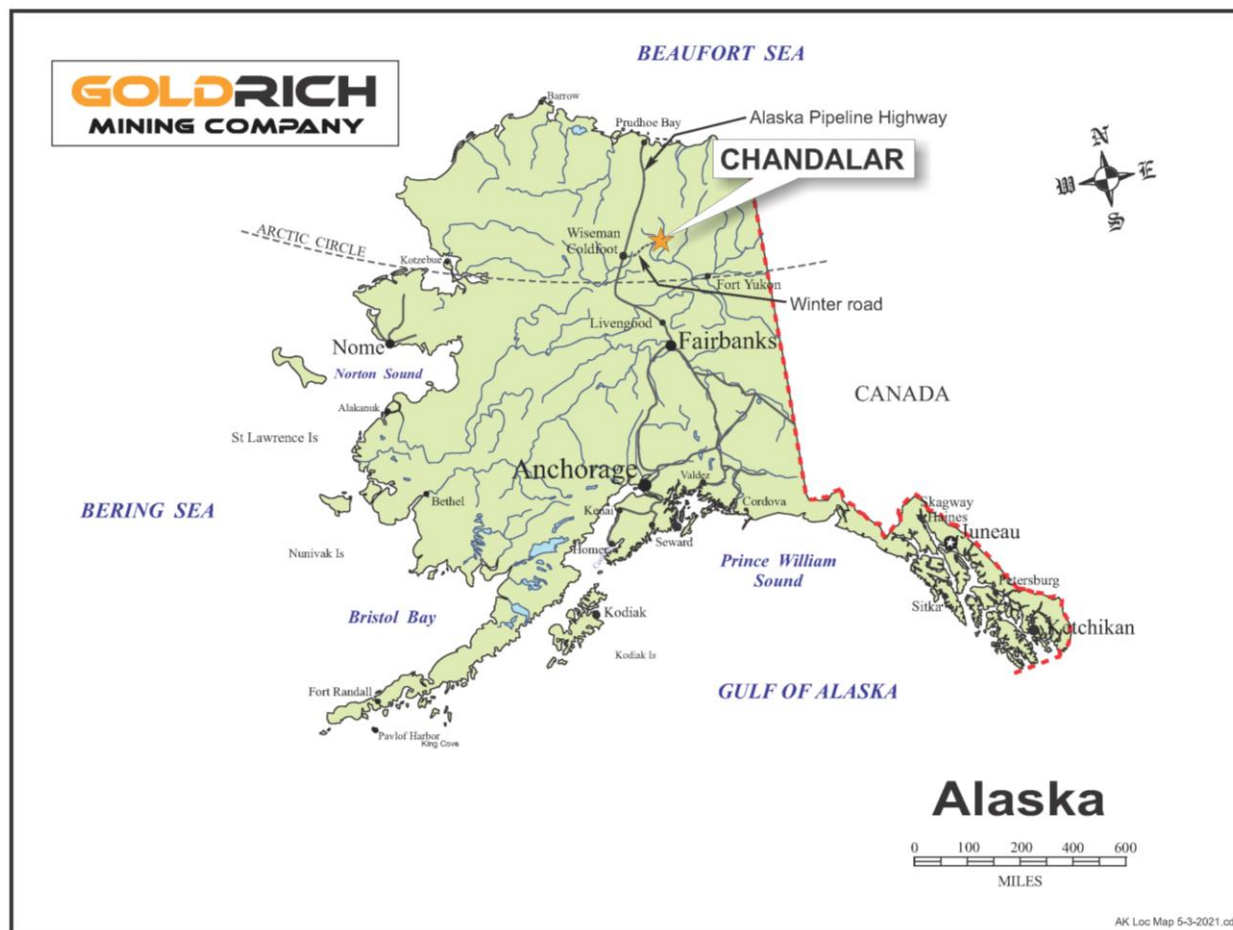 GOLDRICH
MINING COMPANY
BEAUFORT SEA
Barrow
Prudhoe Bay
Alaska Pipeline Highway
CHANDALAR
N
W
E
S
ARCTIC CIRCLE
Wiseman
Coldfoot
Kotzebue
Fort Yukon
Winter road
Livengood
Fairbanks
Nome
Norton Sound
CANADA
Alakanuk
St Lawrence Is
Anchorage
Valdez
Bethel
Cordova
BERING SEA
Kenai
Skagway
Haines
Juneau
Nunivak Is
Homer
Seward
Prince William
Sound
Petersburg
Sitka
Bristol Bay
Kodiak
Ketchikan
Kodiak Is
GULF OF ALASKA
Fort Randall
Pavlof Harbor
King Cove
Alaska
0 100 200 400 600
MILES
AK Loc Map 5-3-2021.cd